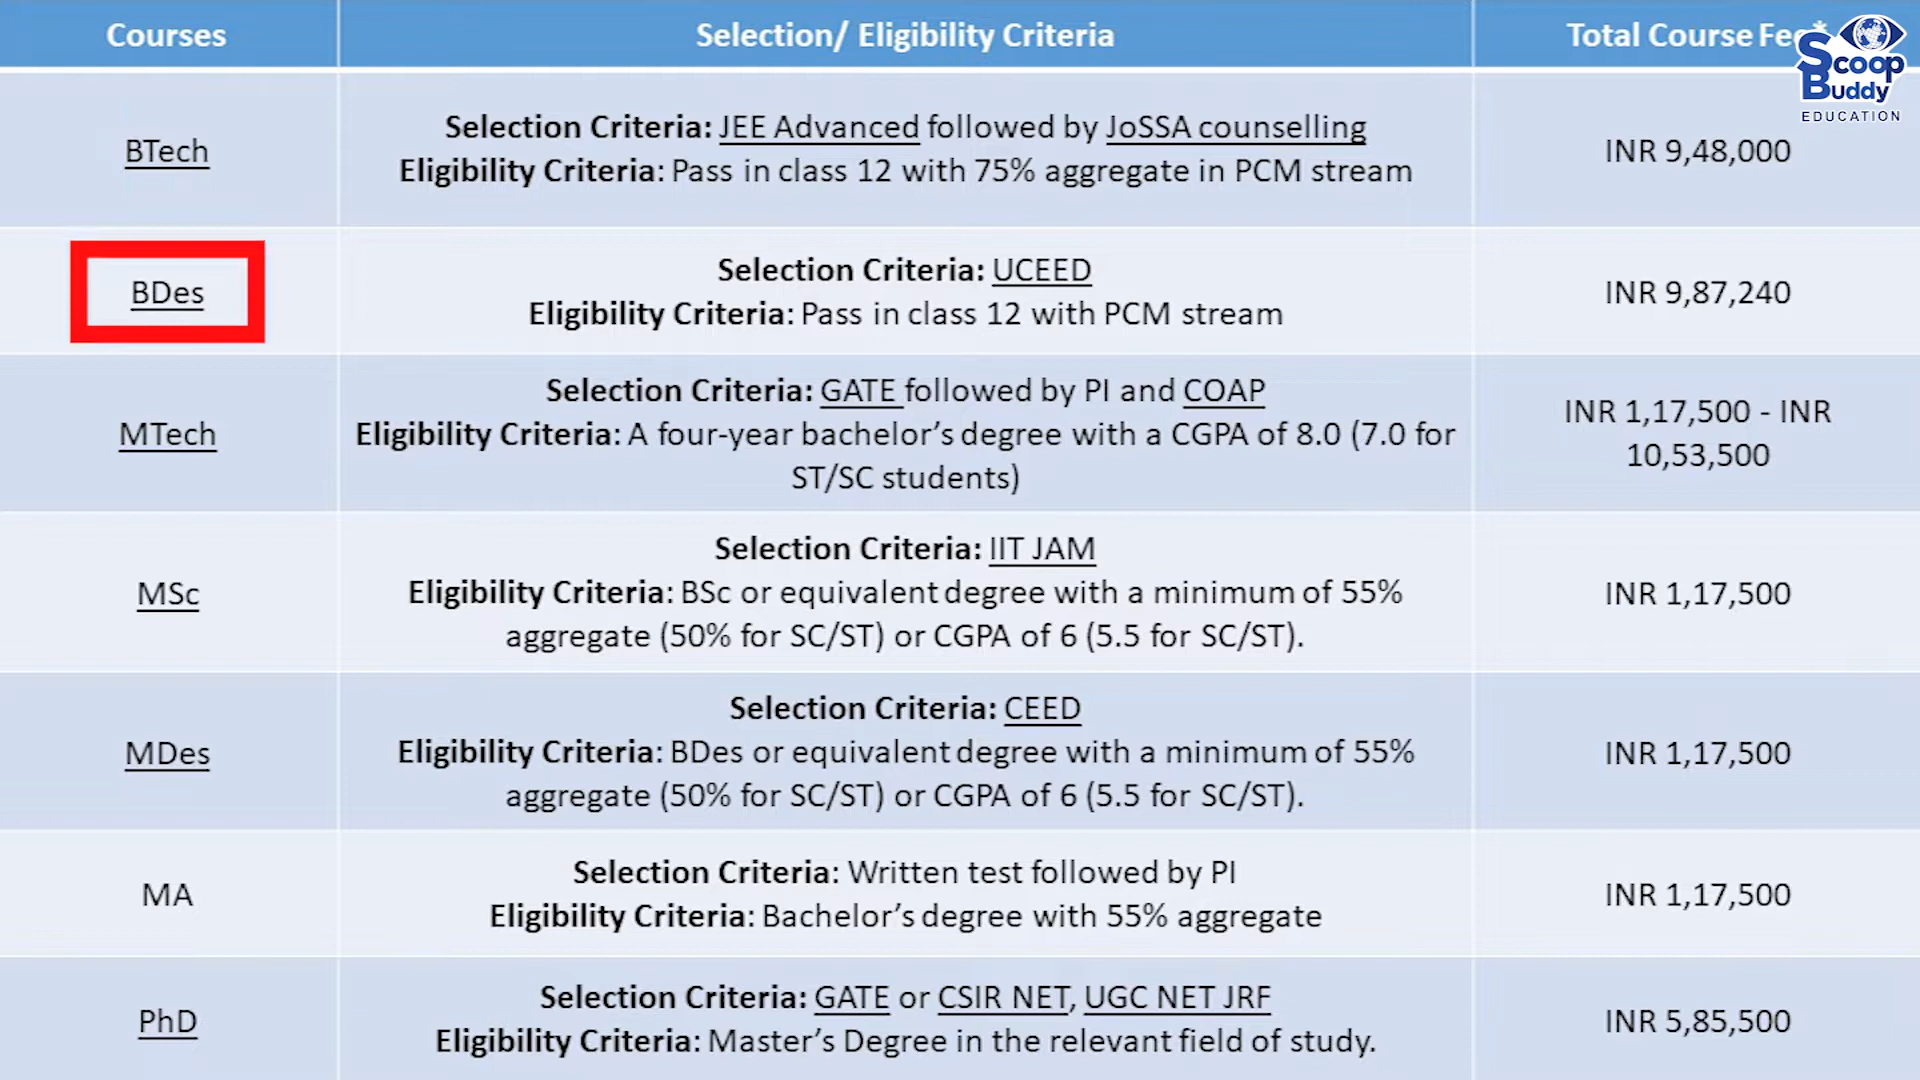 Courses
Selection/ Eligibility Criteria
Total Course Fee*
Scoop
Buddy
EDUCATION
BTech
Selection Criteria: JEE Advanced followed by JoSSA counselling
Eligibility Criteria: Pass in class 12 with 75% aggregate in PCM stream
INR 9,48,000
BDes
Selection Criteria: UCEED
Eligibility Criteria: Pass in class 12 with PCM stream
INR 9,87,240
MTech
Selection Criteria: GATE followed by PI and COAP
Eligibility Criteria: A four-year bachelor’s degree with a CGPA of 8.0 (7.0 for
ST/SC students)
INR 1,17,500 - INR
10,53,500
MSc
Selection Criteria: IIT JAM
Eligibility Criteria: BSc or equivalent degree with a minimum of 55%
aggregate (50% for SC/ST) or CGPA of 6 (5.5 for SC/ST).
INR 1,17,500
MDes
Selection Criteria: CEED
Eligibility Criteria: BDes or equivalent degree with a minimum of 55%
aggregate (50% for SC/ST) or CGPA of 6 (5.5 for SC/ST).
INR 1,17,500
MA
Selection Criteria: Written test followed by PI
Eligibility Criteria: Bachelor’s degree with 55% aggregate
INR 1,17,500
PhD
Selection Criteria: GATE or CSIR NET, UGC NET JRF
Eligibility Criteria: Master’s Degree in the relevant field of study.
INR 5,85,500